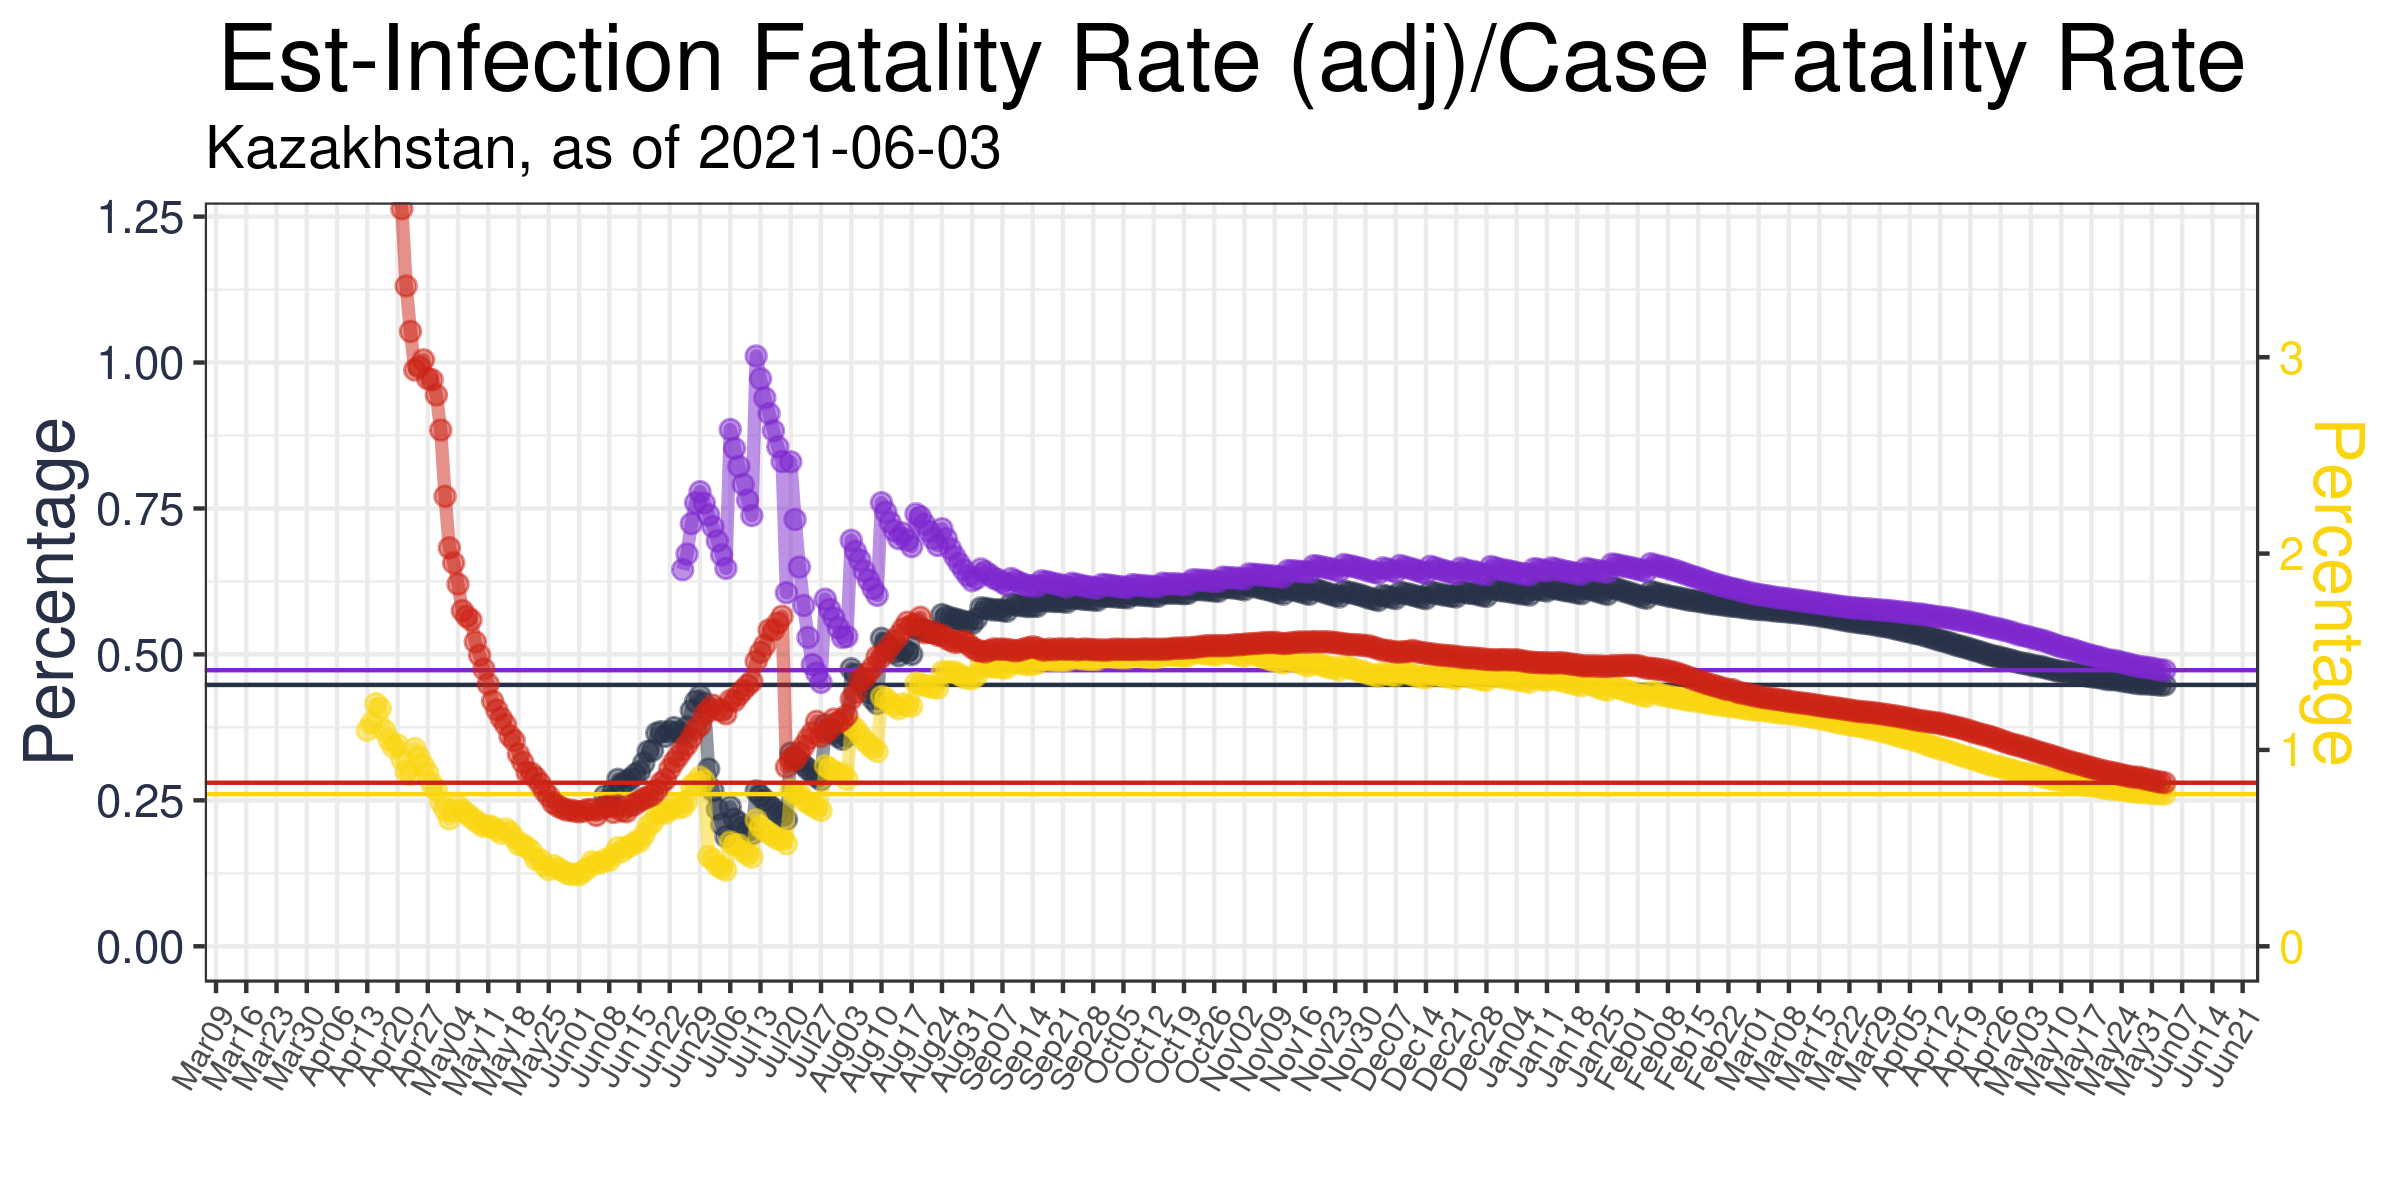 Est-Infection Fatality Rate (adj)/Case Fatality Rate
Kazakhstan, as of 2021-06-03
Percentage
1.25
1.00
0.75
0.50
0.25
0.00
3
2
1
0
Percentage
Mar09
Mar16
Mar23
Mar30
Apr06
Apr13
Apr20
Apr27
May04
May11
May18
May25
Jun01
Jun08
Jun15
Jun22
Jun29
Jul06
Jul13
Jul20
Jul27
Aug03
Aug10
Aug17
Aug24
Aug31
Sep07
Sep14
Sep21
Sep28
Oct05
Oct12
Oct19
Oct26
Nov02
Nov09
Nov16
Nov23
Nov30
Dec07
Dec14
Dec21
Dec28
Jan04
Jan11
Jan18
Jan25
Feb01
Feb08
Feb15
Feb22
Mar01
Mar08
Mar15
Mar22
Mar29
Apr05
Apr12
Apr19
Apr26
May03
May10
May17
May24
May31
Jun07
Jun14
Jun21